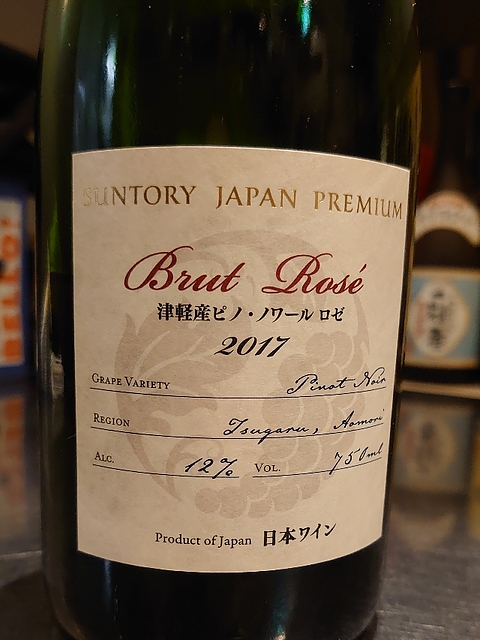 SUNTORY JAPAN PREMIUM
Brut Rosé
津軽産ピノ・ノワール ロゼ
2017
GRAPE VARIETY Pinot Noir
REGION Tsugaru, Aomori
ALC. 12% VOL. 750ml
Product of Japan 日本ワイン